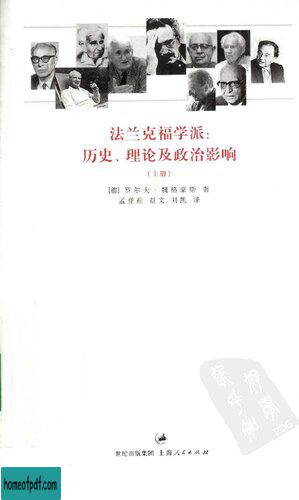 法兰克福学派：
历史、理论及政治影响
（上册）
［德］罗尔夫·魏格豪斯 著
孟登迎 赵文 刘凯 译
世纪出版集团 上海人民出版社
homeofpdf.com
PDG